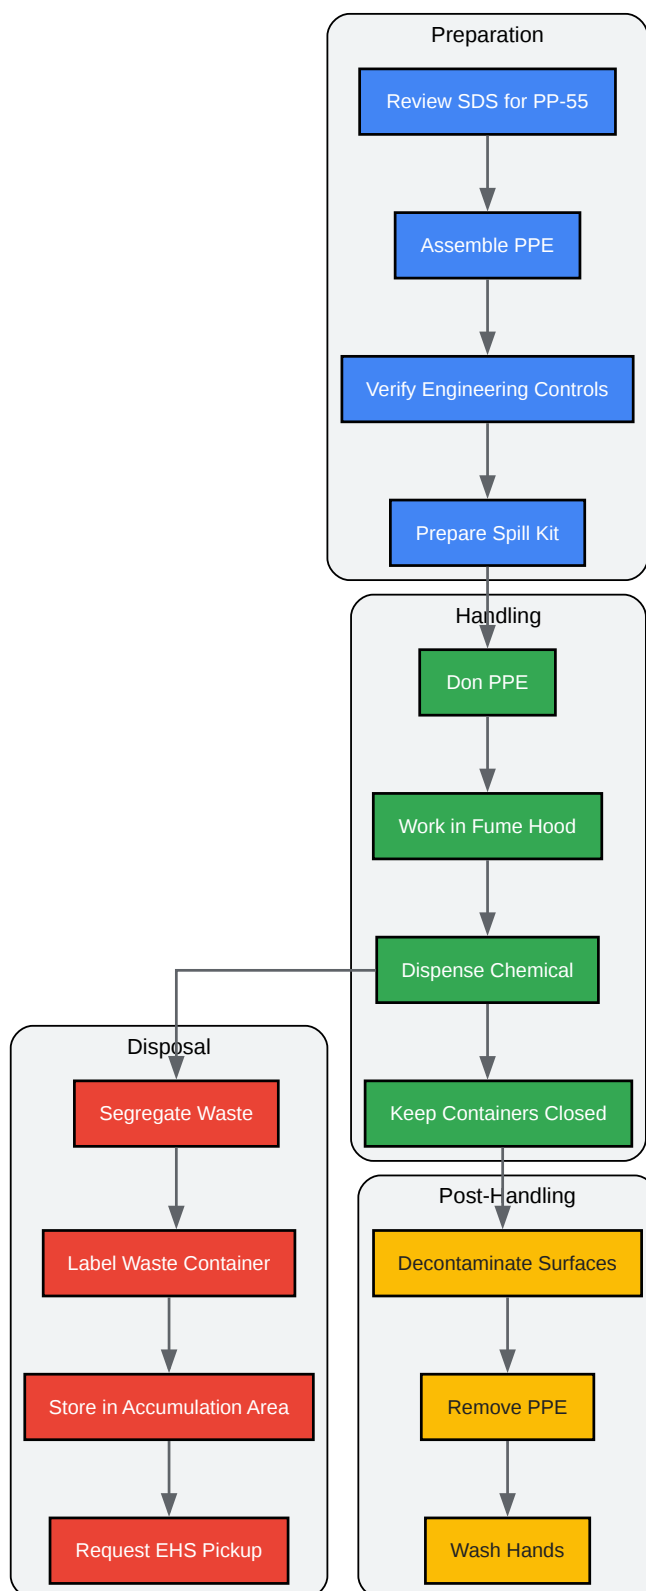 Preparation
Review SDS for PP-55
Assemble PPE
Verify Engineering Controls
Prepare Spill Kit
Handling
Don PPE
Work in Fume Hood
Dispense Chemical
Keep Containers Closed
Disposal
Segregate Waste
Label Waste Container
Store in Accumulation Area
Request EHS Pickup
Post-Handling
Decontaminate Surfaces
Remove PPE
Wash Hands